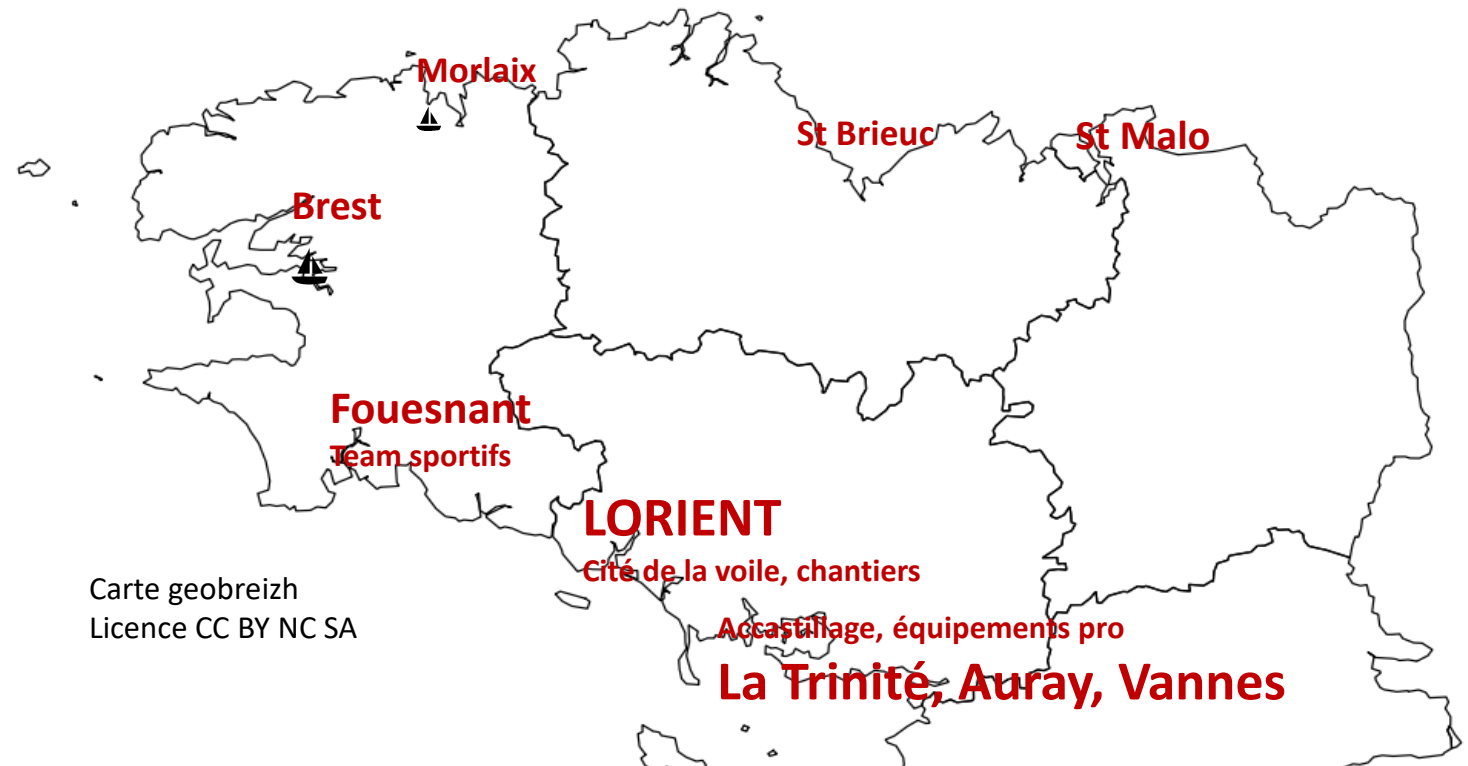 Morlaix
St Brieuc
St Malo
Brest
Fouesnant
Team sportifs
LORIENT
Cité de la voile, chantiers
Carte geobreizh
Licence CC BY NC SA
Accastillage, équipements pro
La Trinité, Auray, Vannes